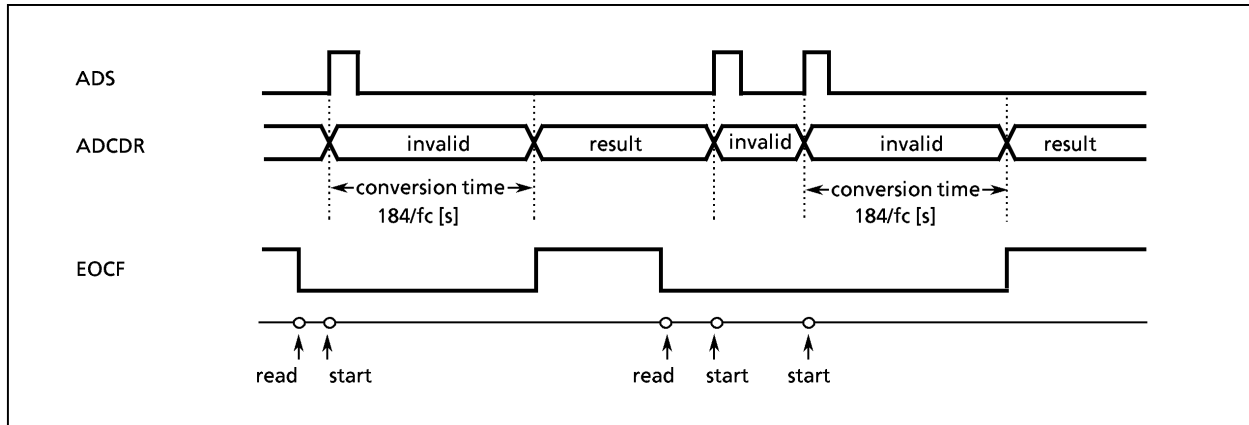 ADS
ADCDR
invalid
result
invalid
invalid
result
conversion time
184/fc [s]
conversion time
184/fc [s]
EOCF
read
start
read
start
start